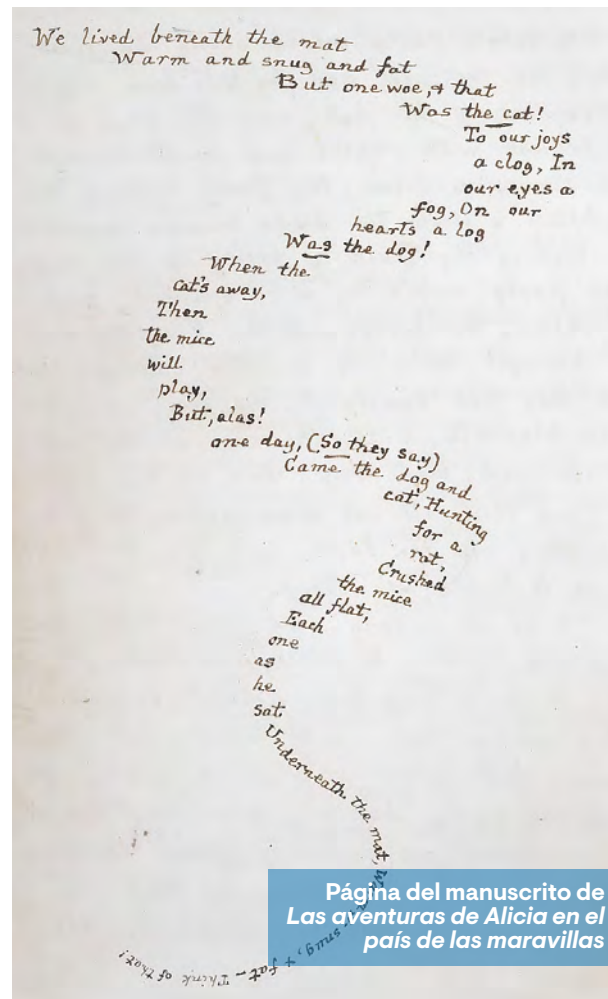 We lived beneath the mat
Warm and snug and fat
But one woe, & that
Was the cat!
To our joys
a clog, In
our eyes a
fog, On our
hearts a log
Was the dog!
When the
cat's away,
Then
the mice
will
play,
But, alas!
one day, (So they say)
Came the dog and
cat, Hunting
for a
rat,
Crushed
the mice
all flat,
Each
one
as
he
sat
Underneath the mat, Warm, snug, & fat – Think of that!
Página del manuscrito de
Las aventuras de Alicia en el
país de las maravillas